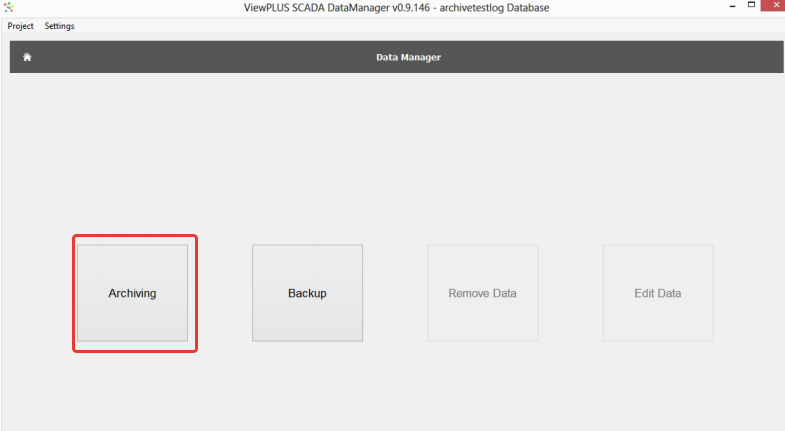 ViewPLUS SCADA DataManager v0.9.146 - archivetestlog Database
Project Settings
Data Manager
Archiving Backup Remove Data Edit Data